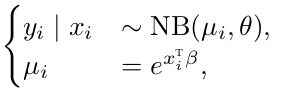 y_i | x_i ∼ NB(μ_i, θ),
μ_i = e^{x_i^T β},